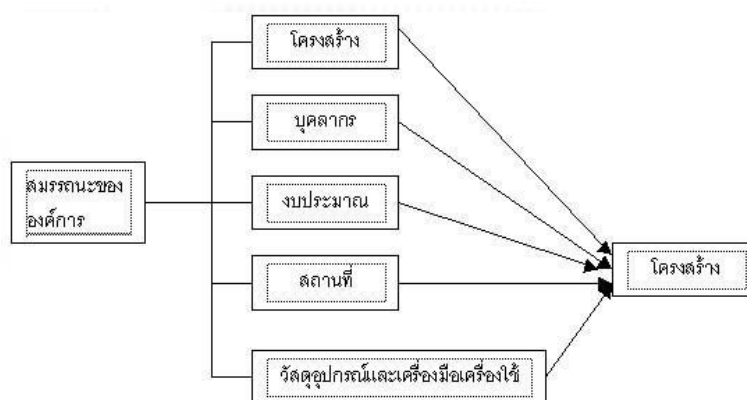 โครงสร้าง
บุคลากร
สมรรถนะของ
องค์การ
งบประมาณ
สถานที่
โครงสร้าง
วัสดุอุปกรณ์และเครื่องมือเครื่องใช้